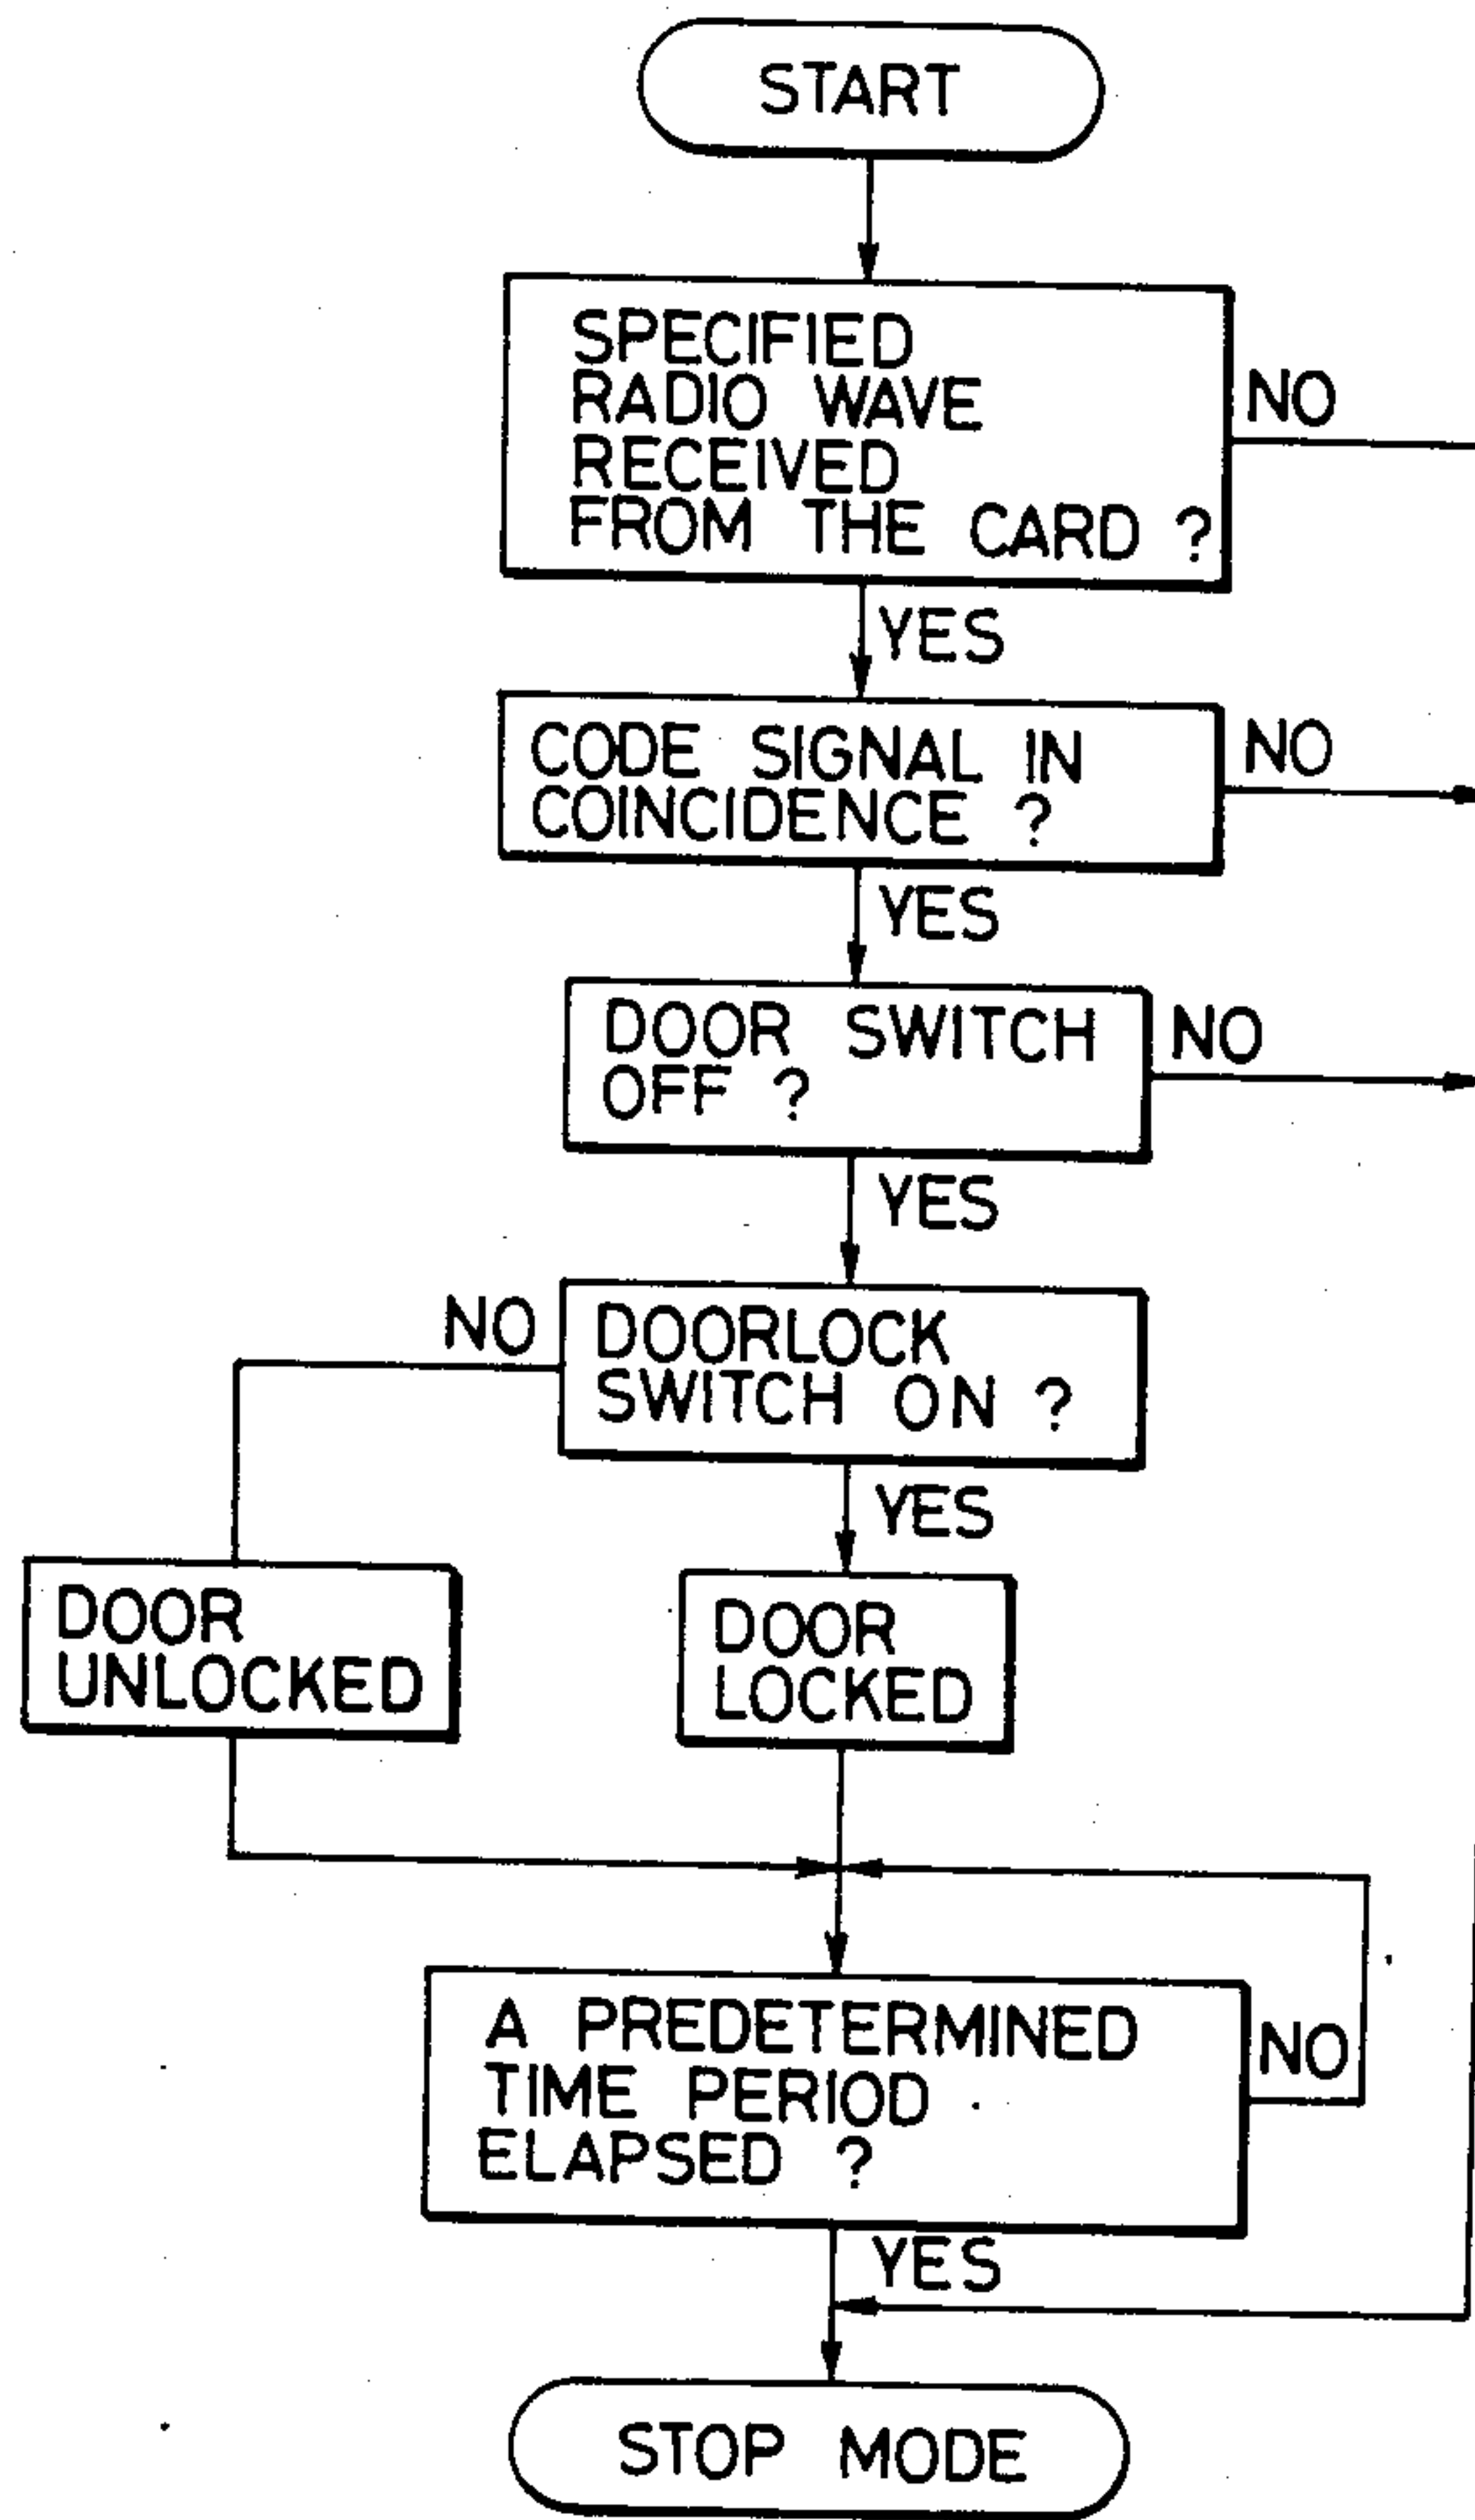 START
SPECIFIED
RADIO WAVE
RECEIVED
FROM THE CARD ?
NO
YES
CODE SIGNAL IN
COINCIDENCE ?
NO
YES
DOOR SWITCH
OFF ?
NO
YES
NO
DOORLOCK
SWITCH ON ?
YES
DOOR
UNLOCKED
DOOR
LOCKED
A PREDETERMINED
TIME PERIOD
ELAPSED ?
NO
YES
STOP MODE